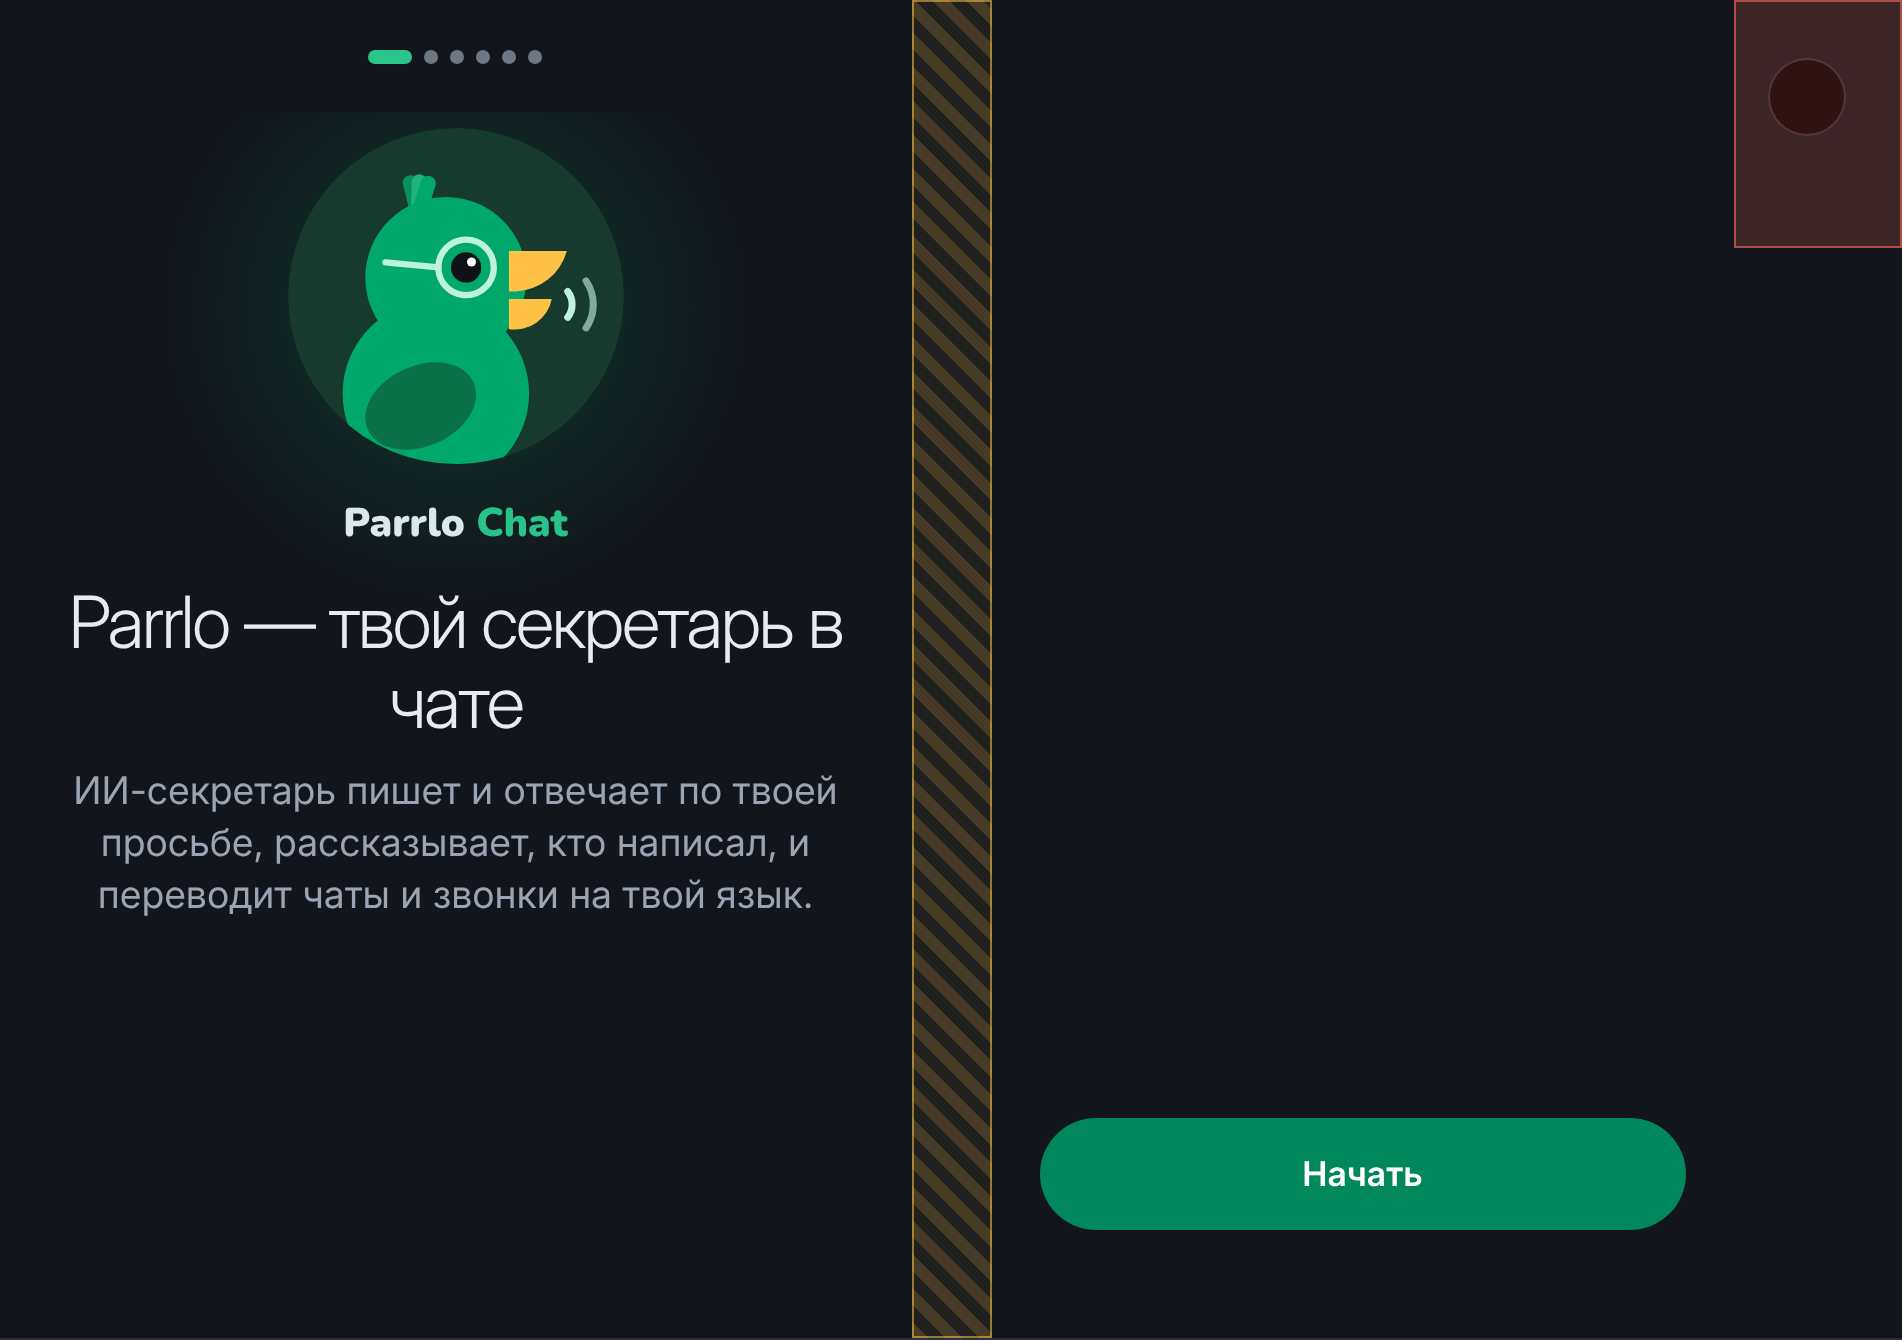 Parrlo Chat
Parrlo — твой секретарь в
чате
ИИ-секретарь пишет и отвечает по твоей
просьбе, рассказывает, кто написал, и
переводит чаты и звонки на твой язык.
Начать